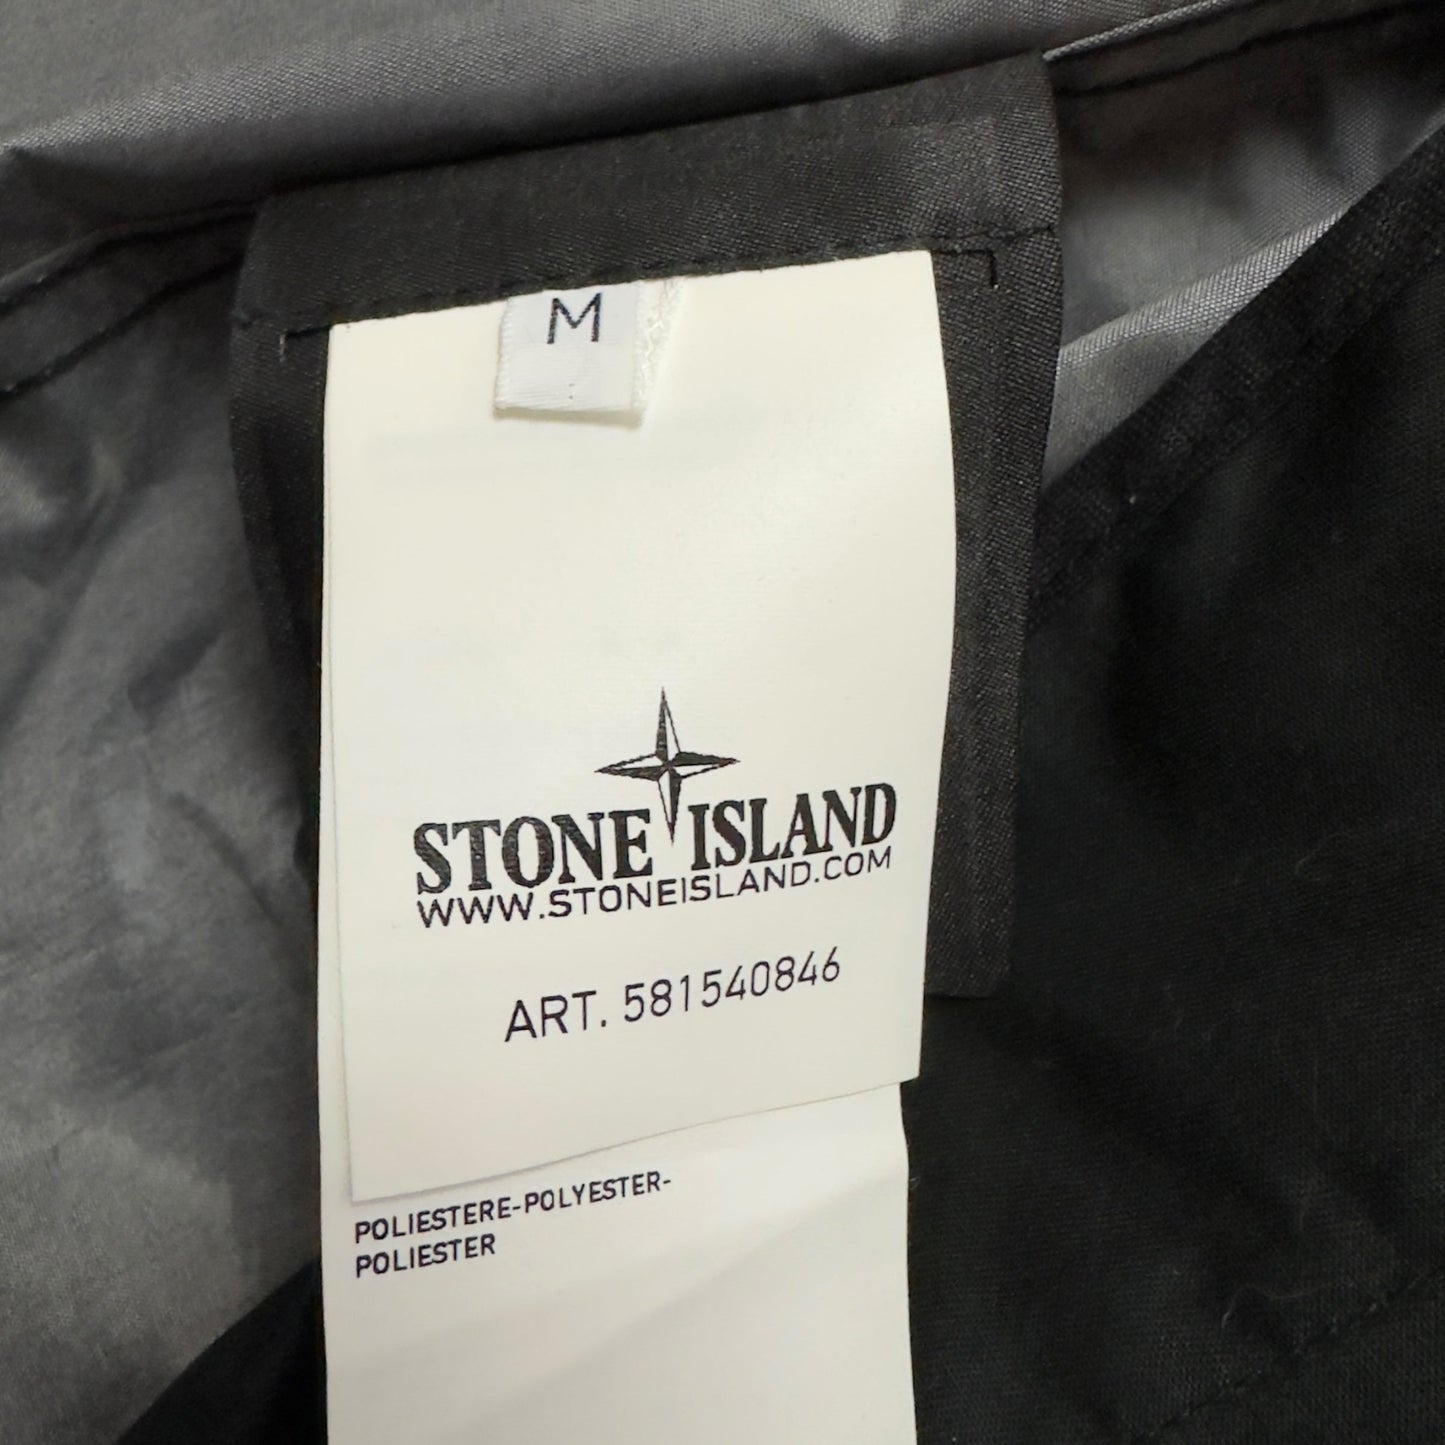 M
STONE ISLAND
WWW.STONEISLAND.COM
ART. 581540846
POLIESTERE-POLYESTER-
POLIESTER